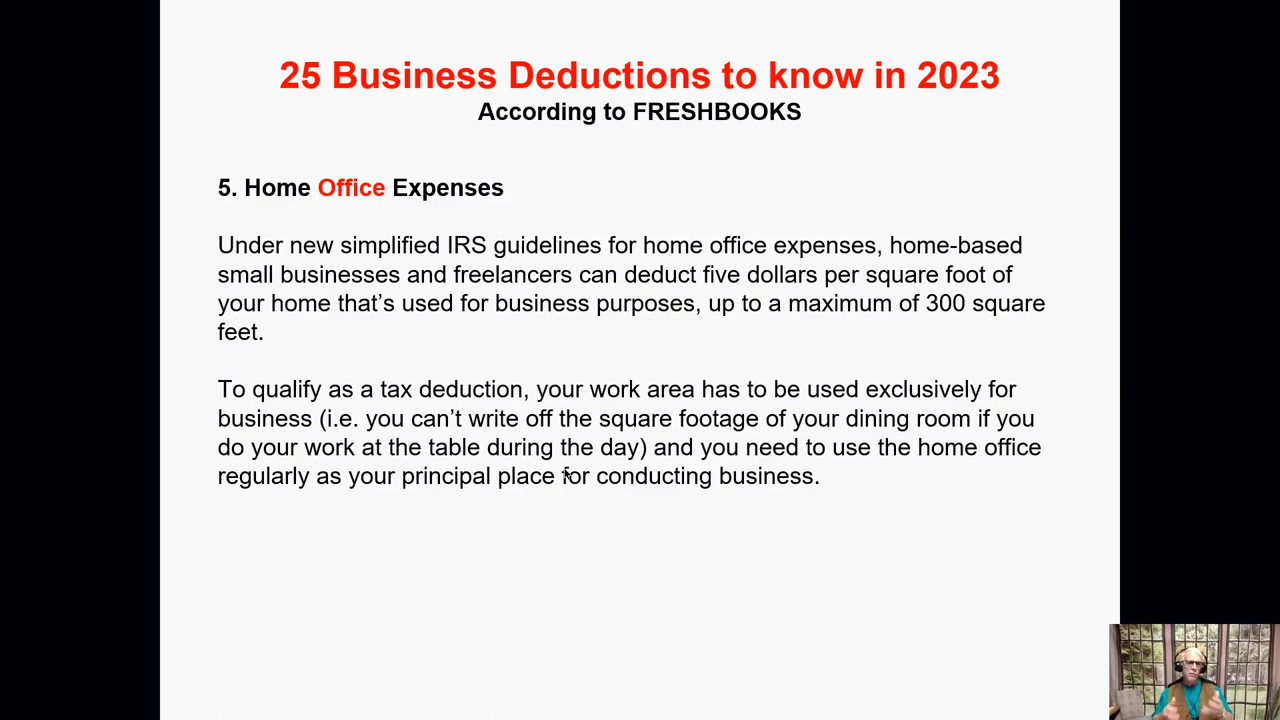 25 Business Deductions to know in 2023
According to FRESHBOOKS
5. Home Office Expenses
Under new simplified IRS guidelines for home office expenses, home-based
small businesses and freelancers can deduct five dollars per square foot of
your home that’s used for business purposes, up to a maximum of 300 square
feet.
To qualify as a tax deduction, your work area has to be used exclusively for
business (i.e. you can’t write off the square footage of your dining room if you
do your work at the table during the day) and you need to use the home office
regularly as your principal place for conducting business.